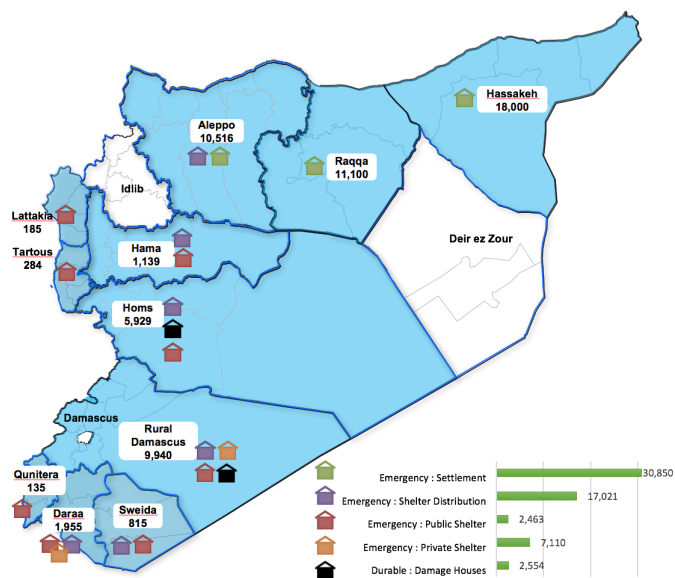 Hassakeh
18,000
Aleppo
10,516
Raqqa
11,100
Idlib
Lattakia
185
Tartous
284
Hama
1,139
Deir ez Zour
Homs
5,929
Damascus
Rural
Damascus
9,940
Qunitera
135
Daraa
1,955
Sweida
815
Emergency : Settlement
30,850
Emergency : Shelter Distribution
17,021
Emergency : Public Shelter
2,463
Emergency : Private Shelter
7,110
Durable : Damage Houses
2,554